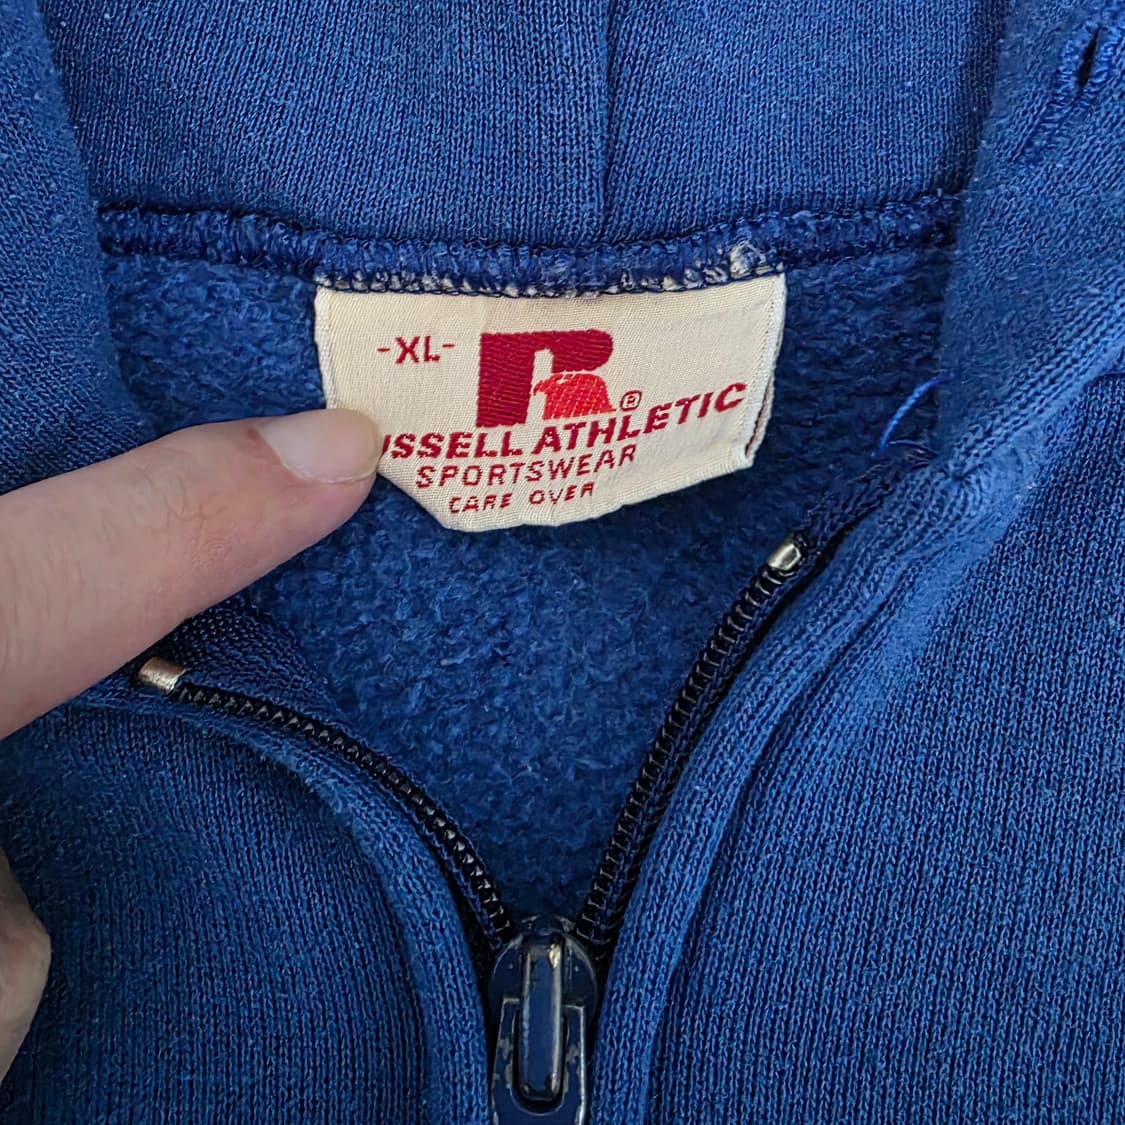 -XL-
R®
USSELL ATHLETIC
SPORTSWEAR
CARE OVER